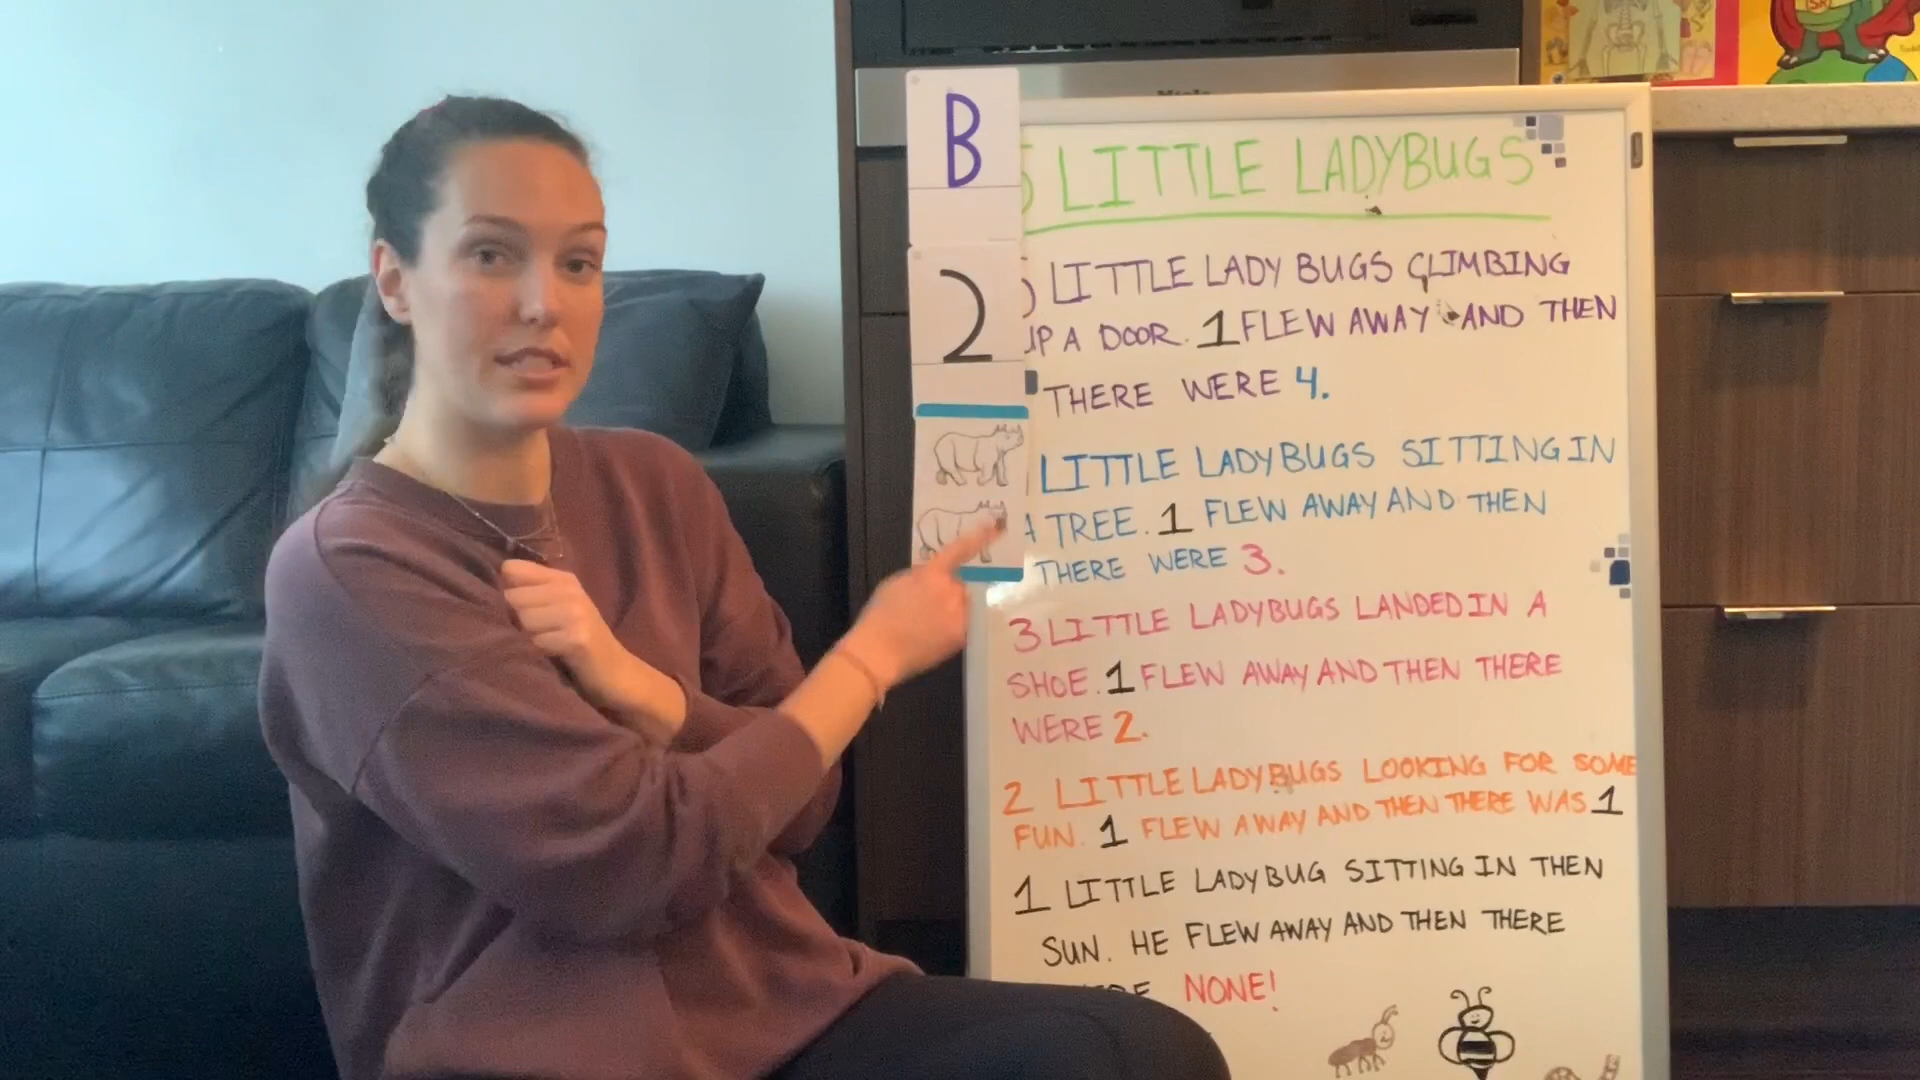 B
2
LITTLE LADYBUGS
LITTLE LADY BUGS CLIMBING
UP A DOOR. 1 FLEW AWAY AND THEN
THERE WERE 4.
LITTLE LADYBUGS SITTING IN
A TREE. 1 FLEW AWAY AND THEN
THERE WERE 3.
3 LITTLE LADYBUGS LANDED IN A
SHOE. 1 FLEW AWAY AND THEN THERE
WERE 2.
2 LITTLE LADYBUGS LOOKING FOR SOME
FUN. 1 FLEW AWAY AND THEN THERE WAS 1
1 LITTLE LADYBUG SITTING IN THEN
SUN. HE FLEW AWAY AND THEN THERE
NONE!